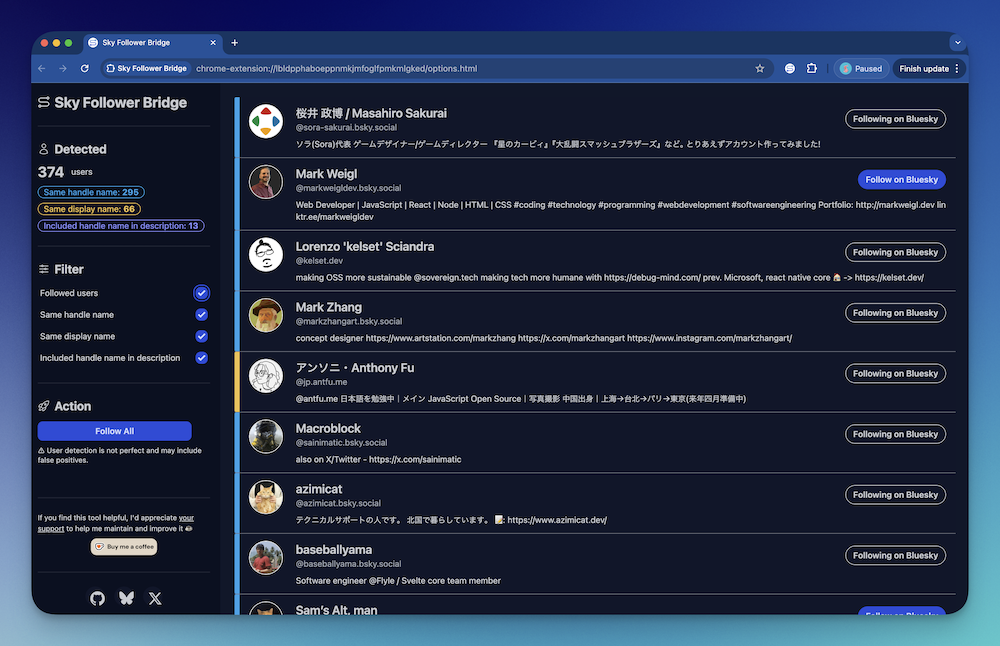 Sky Follower Bridge
Sky Follower Bridge
chrome-extension://lbldpphaboeppnmkjmfoglfpmkmlgked/options.html
Paused
Finish update
Sky Follower Bridge
Detected
374 users
Same handle name: 295
Same display name: 66
Included handle name in description: 13
Filter
Followed users
Same handle name
Same display name
Included handle name in description
Action
Follow All
⚠ User detection is not perfect and may include
false positives.
If you find this tool helpful, I'd appreciate your
support to help me maintain and improve it ☕
Buy me a coffee
桜井 政博 / Masahiro Sakurai
@sora-sakurai.bsky.social
Following on Bluesky
ソラ(Sora)代表 ゲームデザイナー/ゲームディレクター 『星のカービィ』『大乱闘スマッシュブラザーズ』など。とりあえずアカウント作ってみました!
Mark Weigl
@markweigldev.bsky.social
Follow on Bluesky
Web Developer | JavaScript | React | Node | HTML | CSS #coding #technology #programming #webdevelopment #softwareengineering Portfolio: http://markweigl.dev lin
ktr.ee/markweigldev
Lorenzo 'kelset' Sciandra
@kelset.dev
Following on Bluesky
making OSS more sustainable @sovereign.tech making tech more humane with https://debug-mind.com/ prev. Microsoft, react native core 🏠 -> https://kelset.dev/
Mark Zhang
@markzhangart.bsky.social
Following on Bluesky
concept designer https://www.artstation.com/markzhang https://x.com/markzhangart https://www.instagram.com/markzhangart/
アンソニ・Anthony Fu
@jp.antfu.me
Following on Bluesky
@antfu.me 日本語を勉強中｜メイン JavaScript Open Source｜写真撮影 中国出身｜上海→台北→パリ→東京(来年四月準備中)
Macroblock
@sainimatic.bsky.social
Following on Bluesky
also on X/Twitter - https://x.com/sainimatic
azimicat
@azimicat.bsky.social
Following on Bluesky
テクニカルサポートの人です。 北国で暮らしています。 📝: https://www.azimicat.dev/
baseballyama
@baseballyama.bsky.social
Following on Bluesky
Software engineer @Flyle / Svelte core team member
Sam's Alt. man
Follow on Bluesky